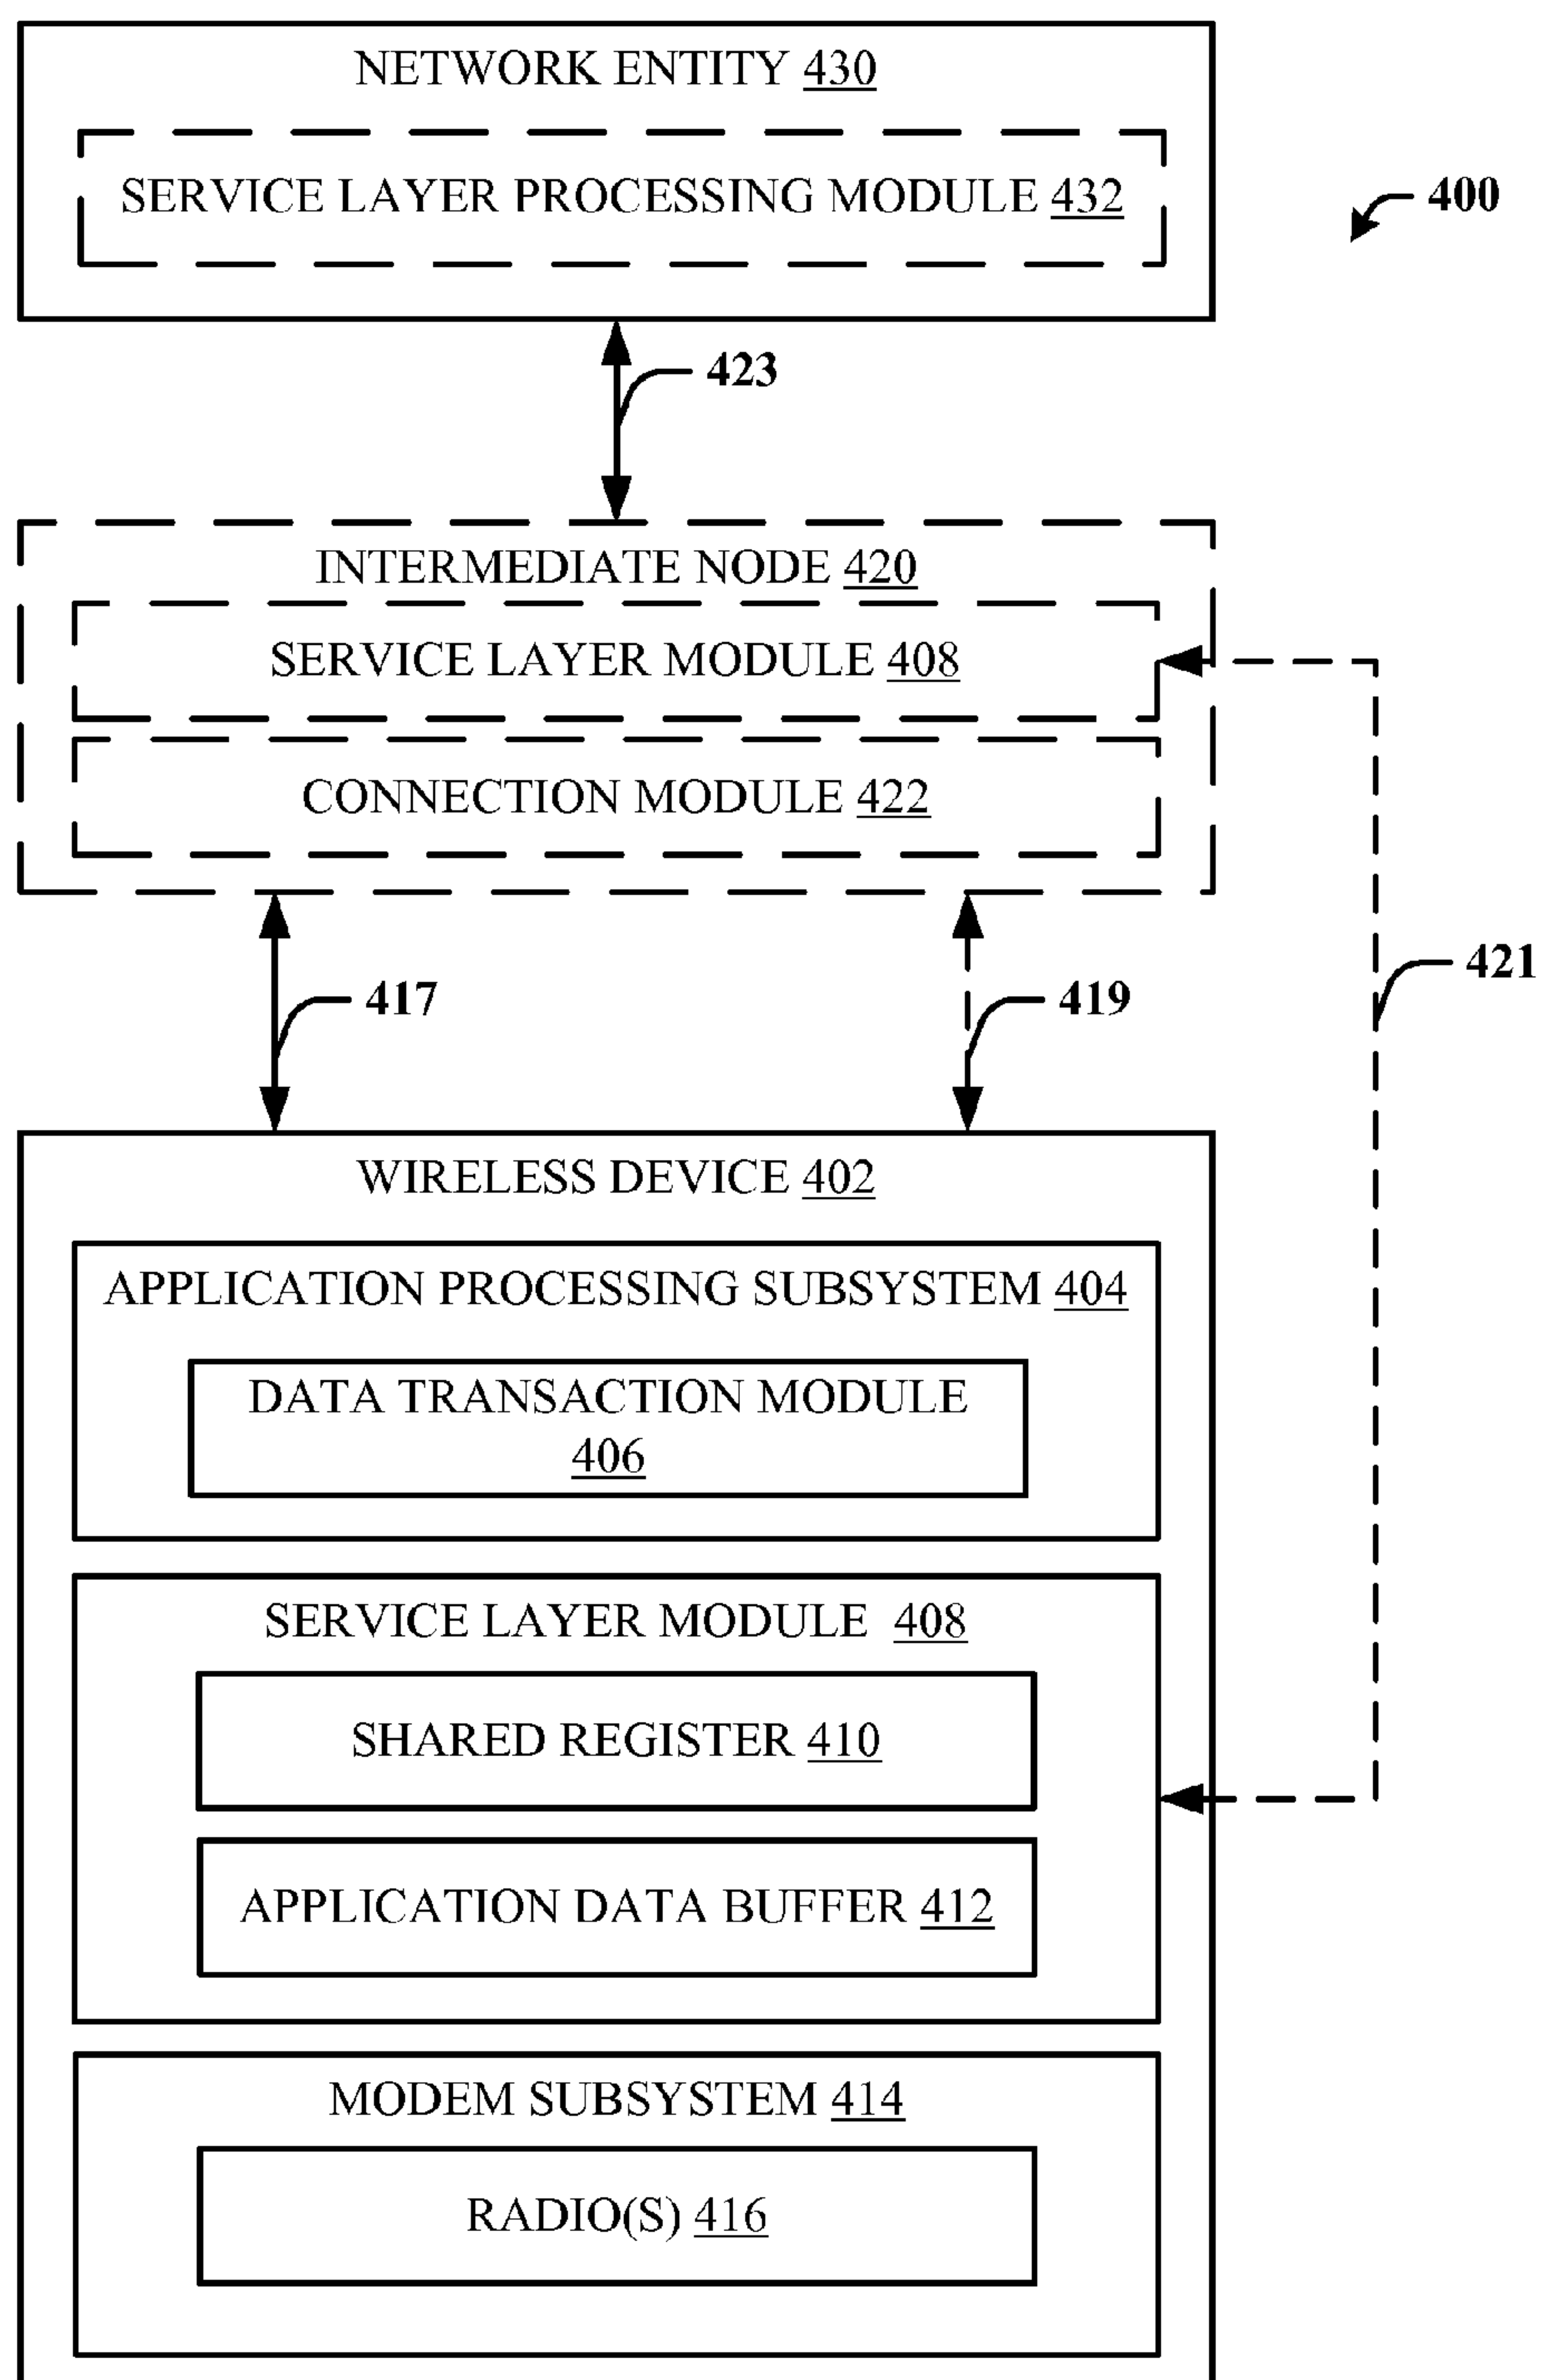 NETWORK ENTITY 430
SERVICE LAYER PROCESSING MODULE 432
400
423
INTERMEDIATE NODE 420
SERVICE LAYER MODULE 408
CONNECTION MODULE 422
421
417
419
WIRELESS DEVICE 402
APPLICATION PROCESSING SUBSYSTEM 404
DATA TRANSACTION MODULE
406
SERVICE LAYER MODULE 408
SHARED REGISTER 410
APPLICATION DATA BUFFER 412
MODEM SUBSYSTEM 414
RADIO(S) 416